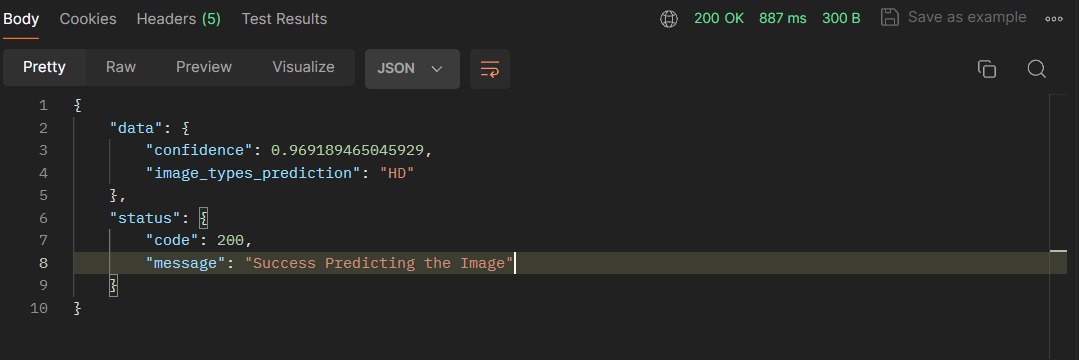 Body Cookies Headers (5) Test Results 200 OK 887 ms 300 B Save as example
Pretty Raw Preview Visualize JSON
1 {
2 "data": {
3 "confidence": 0.969189465045929,
4 "image_types_prediction": "HD"
5 },
6 "status": {
7 "code": 200,
8 "message": "Success Predicting the Image"
9 }
10 }